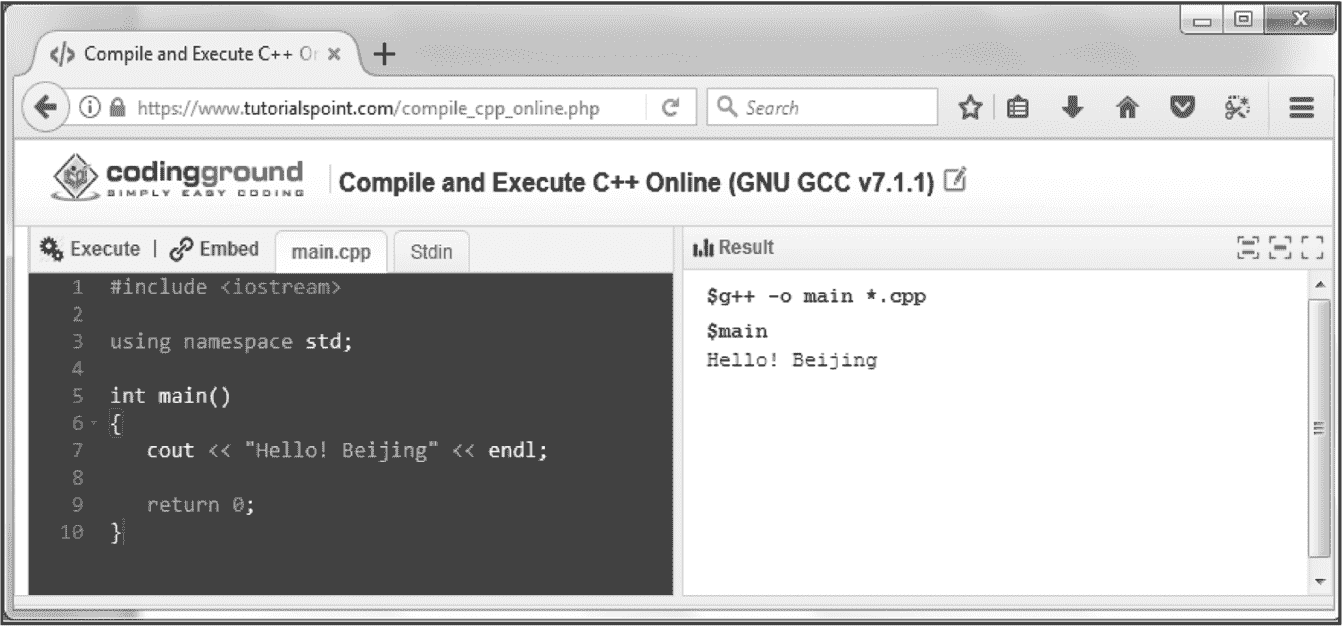 </> Compile and Execute C++ Or
https://www.tutorialspoint.com/compile_cpp_online.php
Search
codingground
SIMPLY EASY CODING
Compile and Execute C++ Online (GNU GCC v7.1.1)
Execute | Embed main.cpp Stdin
Result
1 #include <iostream>
2
3 using namespace std;
4
5 int main()
6 {
7 cout << "Hello! Beijing" << endl;
8
9 return 0;
10 }
$g++ -o main *.cpp
$main
Hello! Beijing